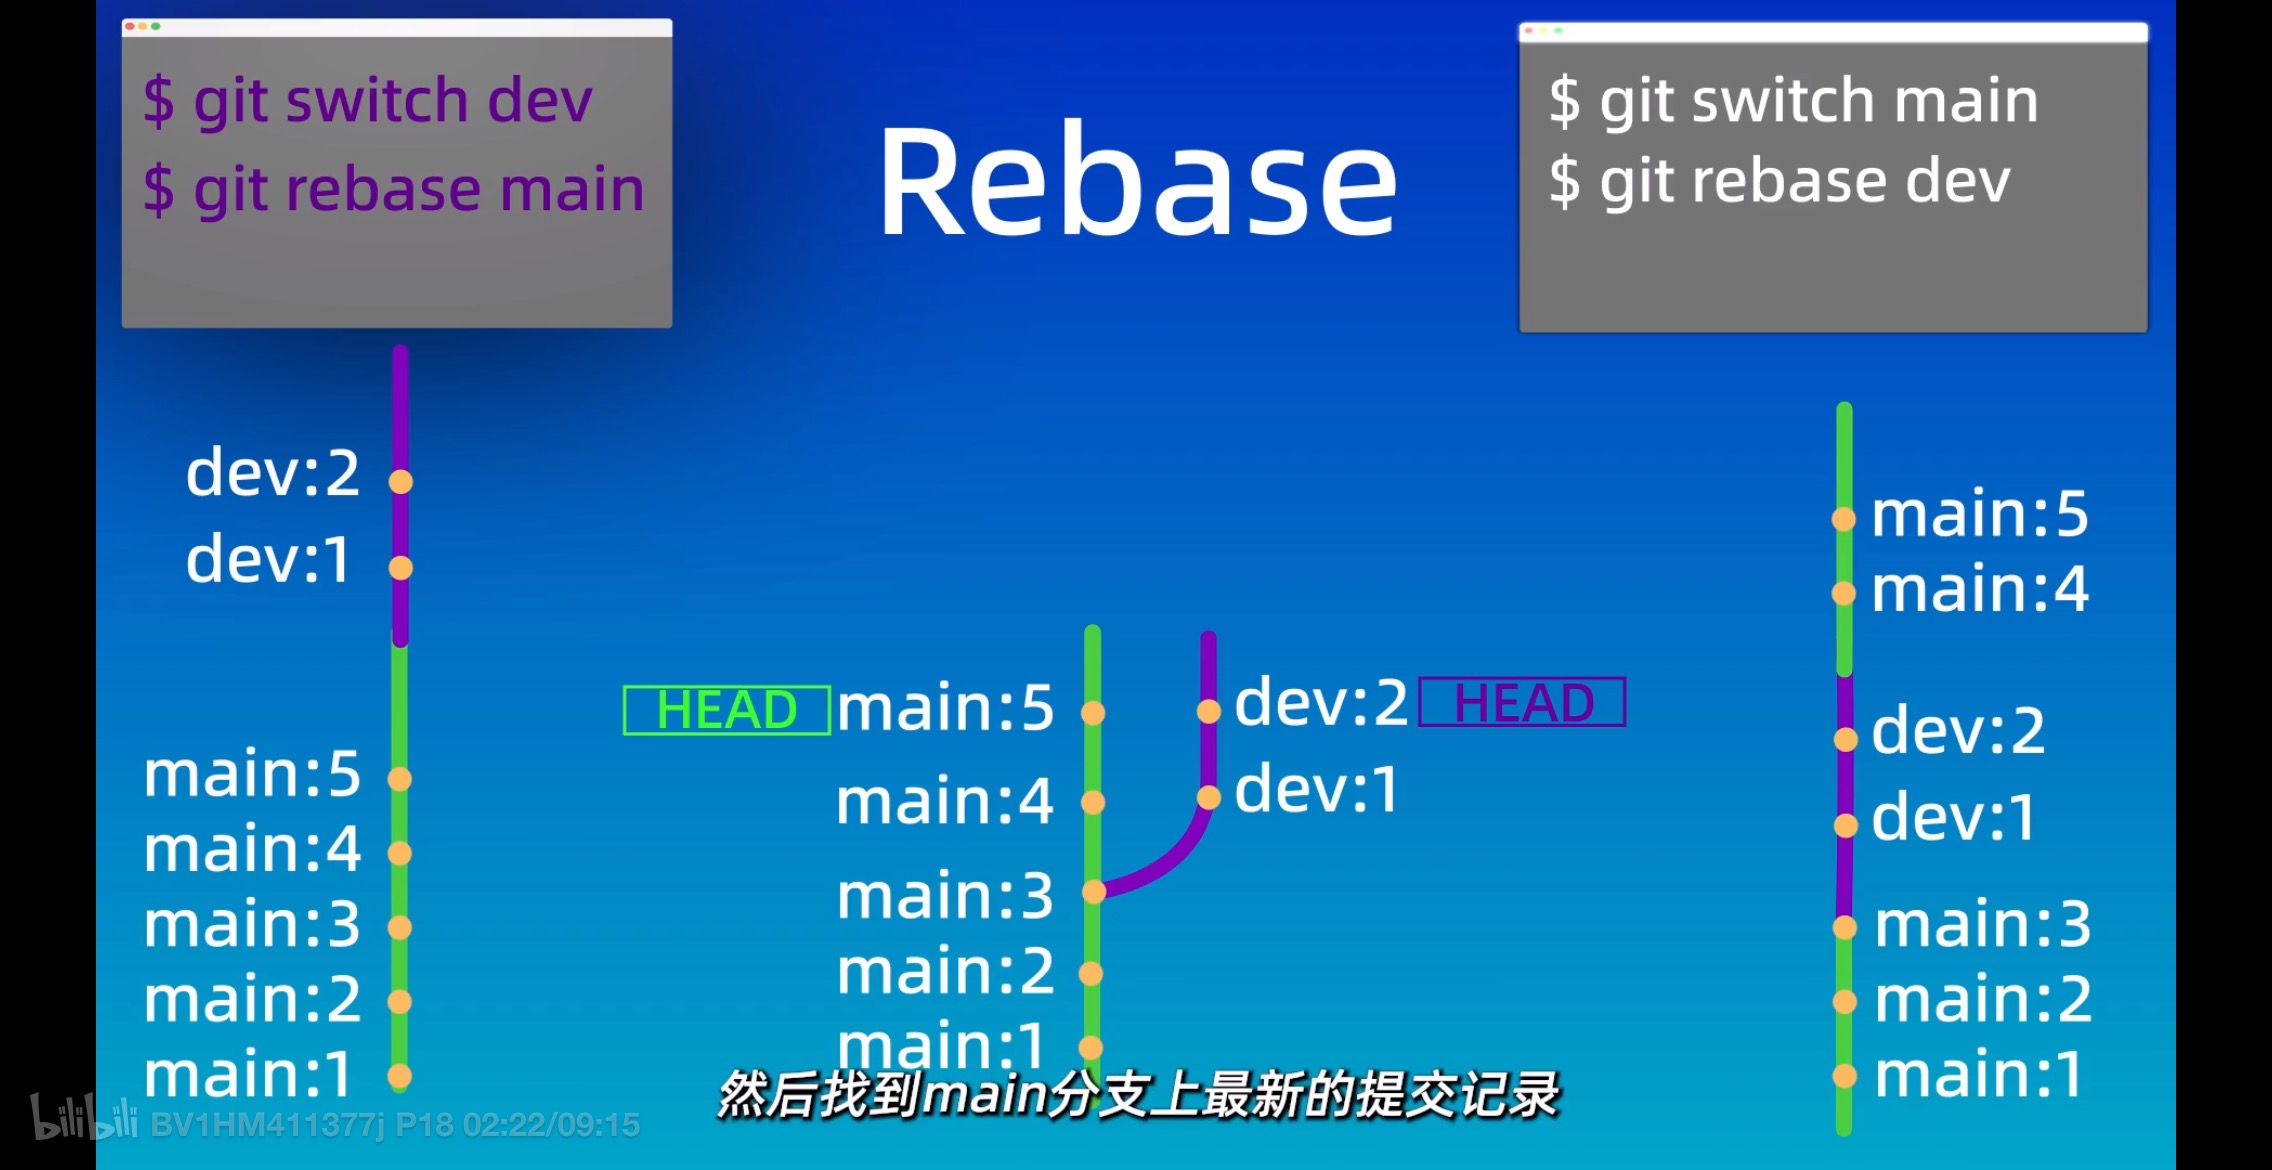 $ git switch dev
$ git rebase main
Rebase
$ git switch main
$ git rebase dev
dev:2
dev:1
main:5
main:4
main:3
main:2
main:1
HEAD main:5
main:4
main:3
main:2
main:1
dev:2 HEAD
dev:1
main:5
main:4
dev:2
dev:1
main:3
main:2
main:1
然后找到main分支上最新的提交记录
bilibili BV1HM411377j P18 02:22/09:15